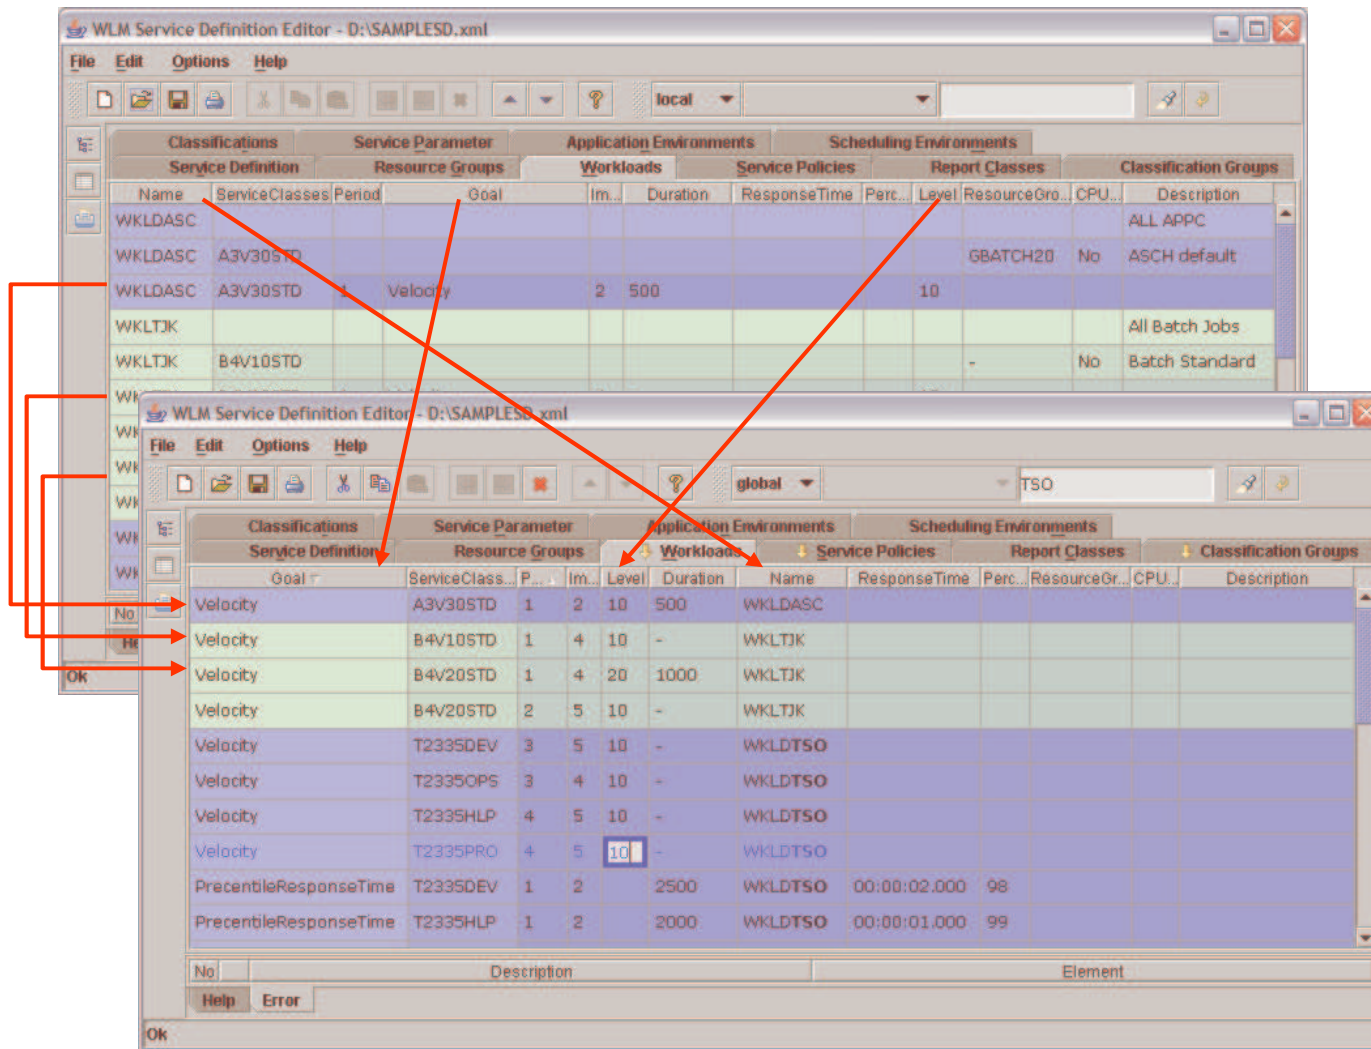 WLM Service Definition Editor - D:\SAMPLESD.xml
File Edit Options Help
local
Classifications Service Parameter Application Environments Scheduling Environments
Service Definition Resource Groups Workloads Service Policies Report Classes Classification Groups
Name ServiceClasses Period Goal Im... Duration ResponseTime Perc... Level ResourceGro... CPU... Description
WKLDASC ALL APPC
WKLDASC A3V30STD GBATCH20 No ASCH default
WKLDASC A3V30STD 1 Velocity 2 500 10
WKLTJK All Batch Jobs
WKLTJK B4V10STD - No Batch Standard
WK
WK
WK
WK
WK
WK
No
He
Ok
WLM Service Definition Editor - D:\SAMPLESD.xml
File Edit Options Help
global TSO
Classifications Service Parameter Application Environments Scheduling Environments
Service Definition Resource Groups Workloads Service Policies Report Classes Classification Groups
Goal ServiceClass... P... Im... Level Duration Name ResponseTime Perc... ResourceGr... CPU... Description
Velocity A3V30STD 1 2 10 500 WKLDASC
Velocity B4V10STD 1 4 10 - WKLTJK
Velocity B4V20STD 1 4 20 1000 WKLTJK
Velocity B4V20STD 2 5 10 - WKLTJK
Velocity T2335DEV 3 5 10 - WKLDTSO
Velocity T2335OPS 3 4 10 - WKLDTSO
Velocity T2335HLP 4 5 10 - WKLDTSO
Velocity T2335PRO 4 5 10 - WKLDTSO
PrecentileResponseTime T2335DEV 1 2 2500 WKLDTSO 00:00:02.000 98
PrecentileResponseTime T2335HLP 1 2 2000 WKLDTSO 00:00:01.000 99
No Description Element
Help Error
Ok